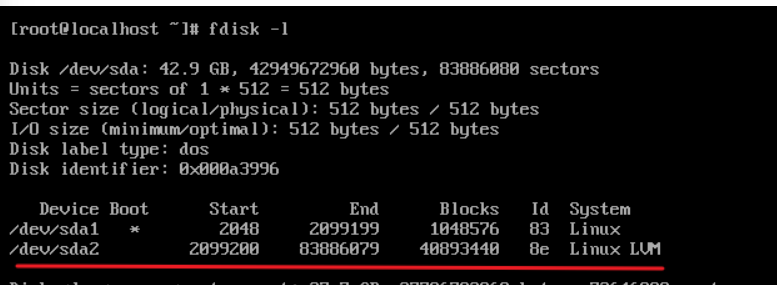 [root@localhost ~]# fdisk -l
Disk /dev/sda: 42.9 GB, 42949672960 bytes, 83886080 sectors
Units = sectors of 1 * 512 = 512 bytes
Sector size (logical/physical): 512 bytes / 512 bytes
I/O size (minimum/optimal): 512 bytes / 512 bytes
Disk label type: dos
Disk identifier: 0x000a3996
Device Boot Start End Blocks Id System
/dev/sda1 * 2048 2099199 1048576 83 Linux
/dev/sda2 2099200 83886079 40893440 8e Linux LVM